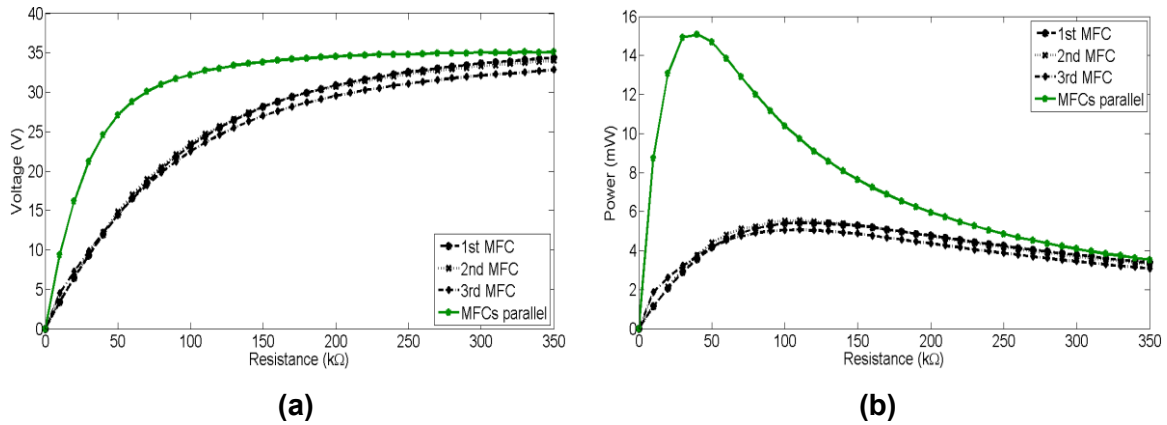 40
35
30
25
20
15
10
5
0
Voltage (V)
0 50 100 150 200 250 300 350
Resistance (kΩ)
1st MFC
2nd MFC
3rd MFC
MFCs parallel
(a)
16
14
12
10
8
6
4
2
0
Power (mW)
0 50 100 150 200 250 300 350
Resistance (kΩ)
1st MFC
2nd MFC
3rd MFC
MFCs parallel
(b)